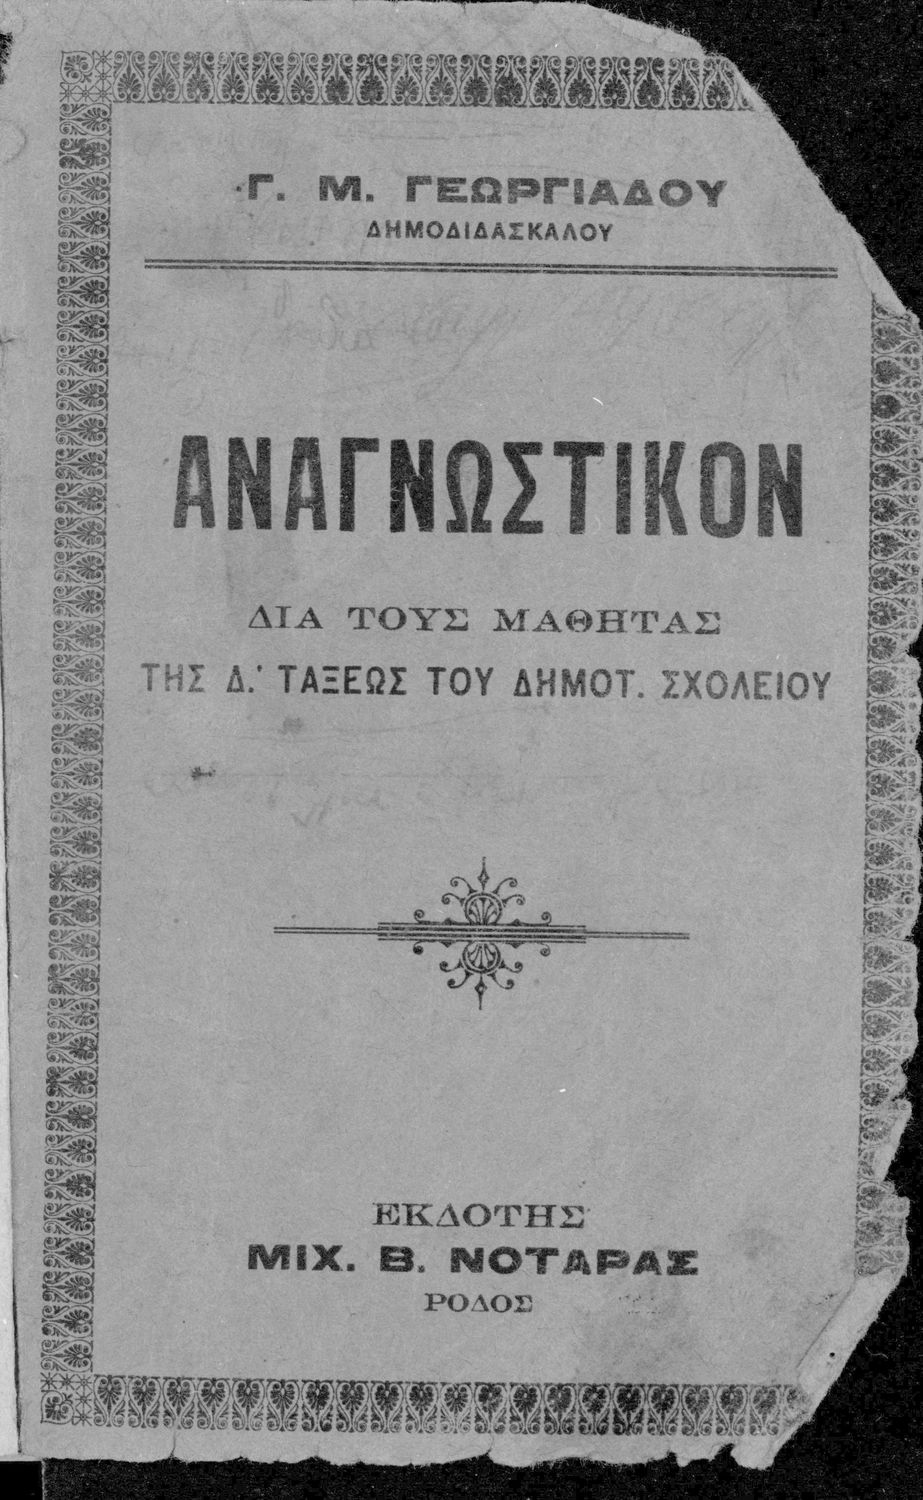 Γ. Μ. ΓΕΩΡΓΙΑΔΟΥ
ΔΗΜΟΔΙΔΑΣΚΑΛΟΥ
ΑΝΑΓΝΩΣΤΙΚΟΝ
ΔΙΑ ΤΟΥΣ ΜΑΘΗΤΑΣ
ΤΗΣ Δ.' ΤΑΞΕΩΣ ΤΟΥ ΔΗΜΟΤ. ΣΧΟΛΕΙΟΥ
ΕΚΔΟΤΗΣ
ΜΙΧ. Β. ΝΟΤΑΡΑΣ
ΡΟΔΟΣ